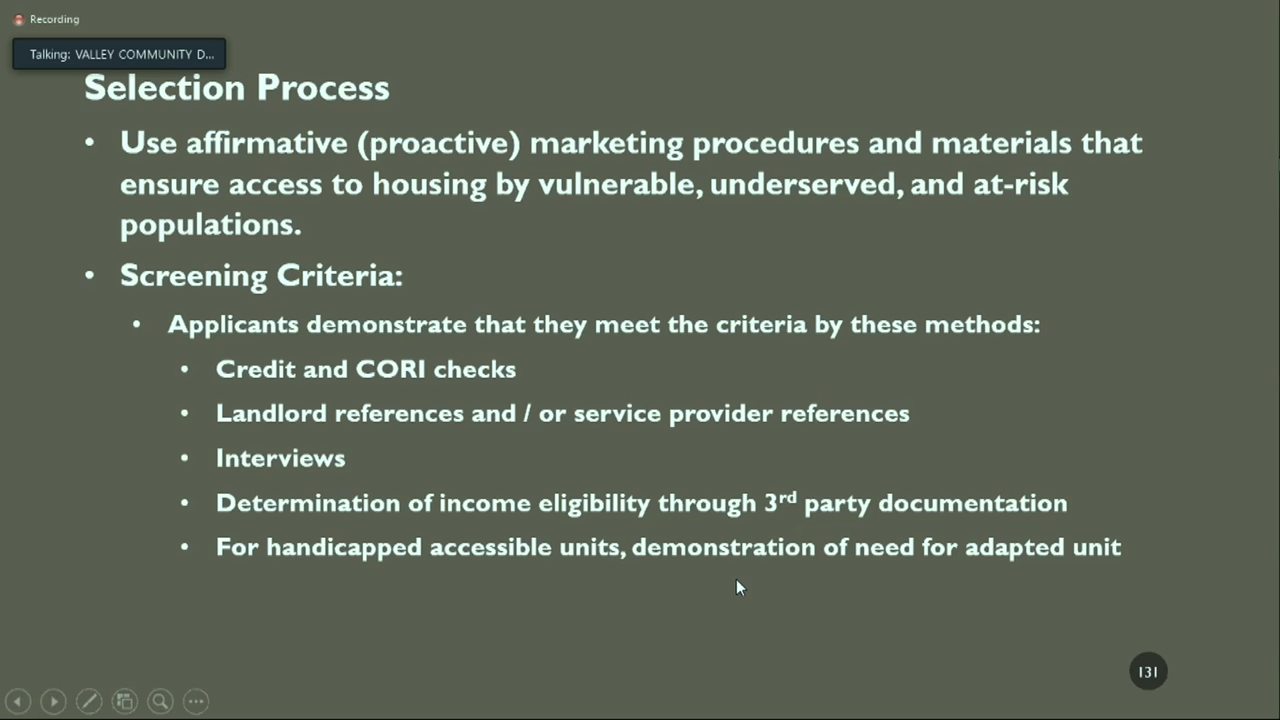 Recording
Talking: VALLEY COMMUNITY D...
Selection Process
• Use affirmative (proactive) marketing procedures and materials that
ensure access to housing by vulnerable, underserved, and at-risk
populations.
• Screening Criteria:
• Applicants demonstrate that they meet the criteria by these methods:
• Credit and CORI checks
• Landlord references and / or service provider references
• Interviews
• Determination of income eligibility through 3rd party documentation
• For handicapped accessible units, demonstration of need for adapted unit
131